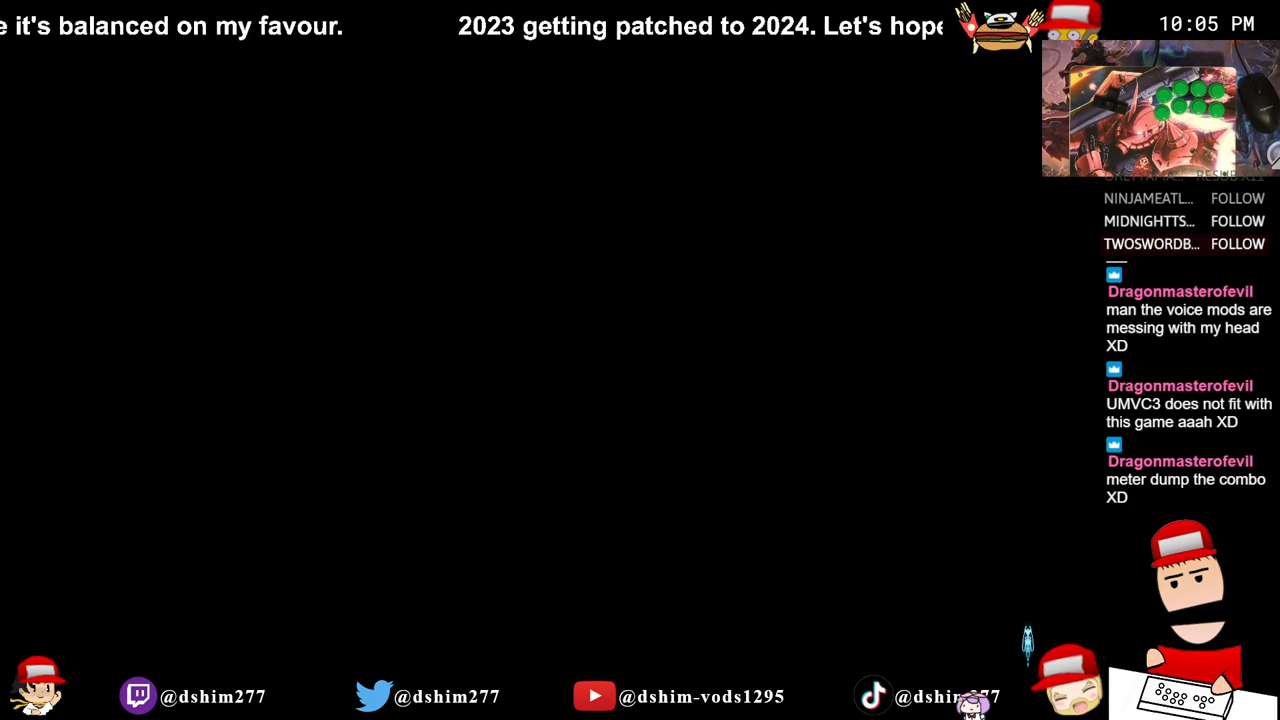 e it's balanced on my favour. 2023 getting patched to 2024. Let's hope
10:05 PM
RESUB X11
NINJAMEATL... FOLLOW
MIDNIGHTTS... FOLLOW
TWOSWORDB... FOLLOW
Dragonmasterofevil
man the voice mods are
messing with my head
XD
Dragonmasterofevil
UMVC3 does not fit with
this game aaah XD
Dragonmasterofevil
meter dump the combo
XD
@dshim277 @dshim277 @dshim-vods1295